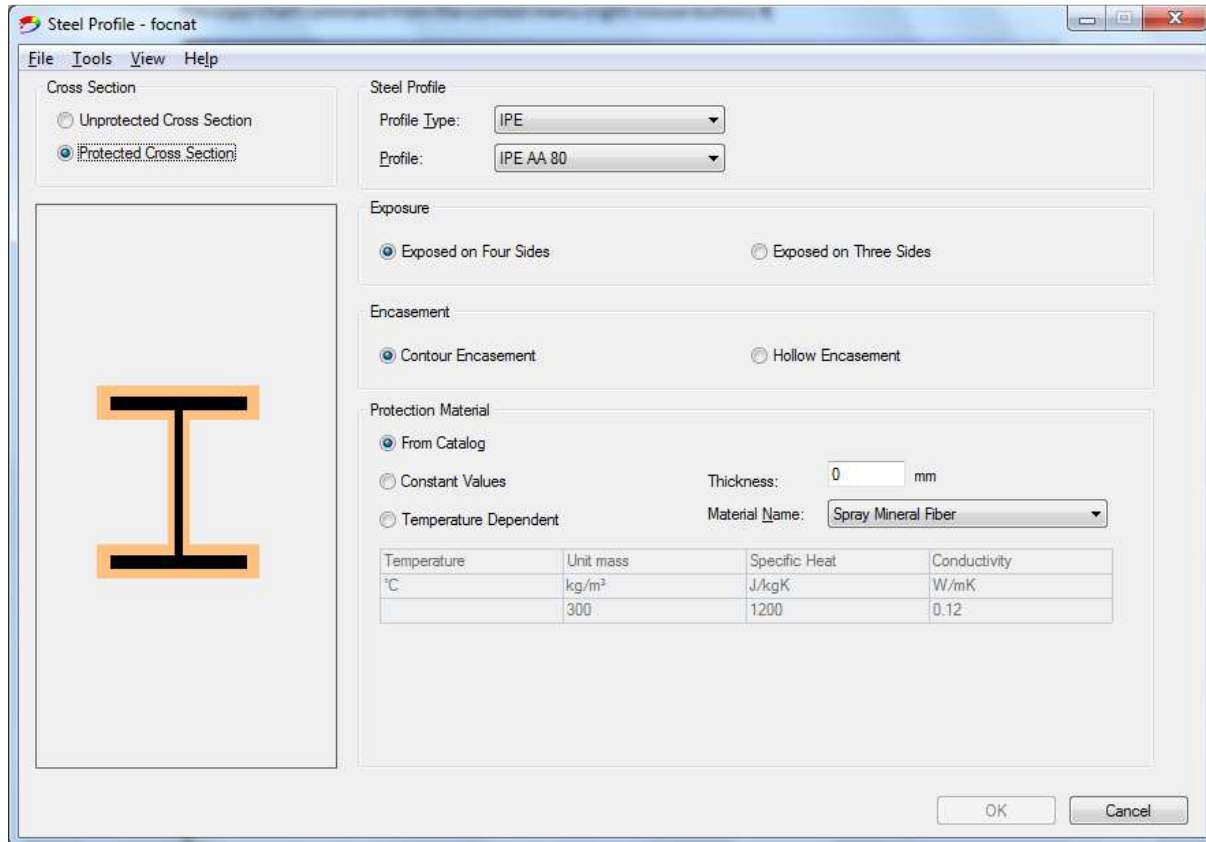 Steel Profile - focnat
File Tools View Help
Cross Section
Unprotected Cross Section
Protected Cross Section
Steel Profile
Profile Type: IPE
Profile: IPE AA 80
Exposure
Exposed on Four Sides Exposed on Three Sides
Encasement
Contour Encasement Hollow Encasement
Protection Material
From Catalog
Constant Values Thickness: 0 mm
Temperature Dependent Material Name: Spray Mineral Fiber
Temperature Unit mass Specific Heat Conductivity
°C kg/m³ J/kgK W/mK
300 1200 0.12
OK Cancel